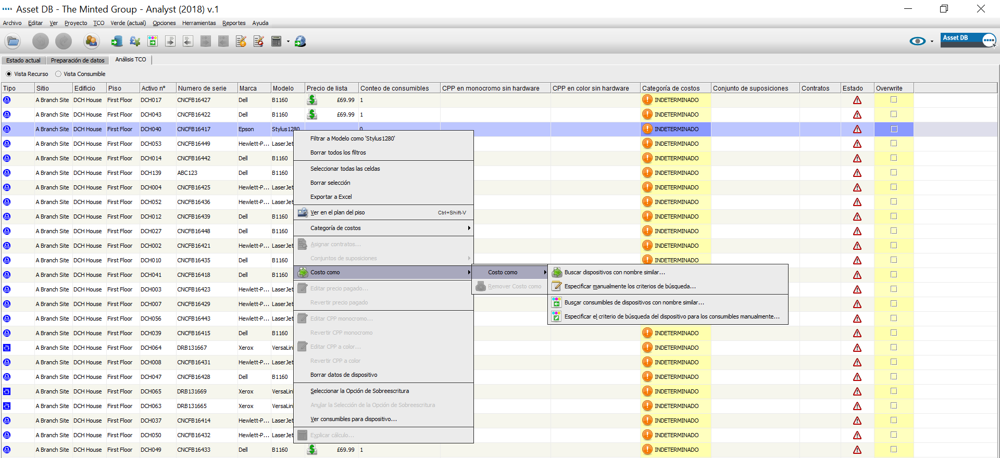 Asset DB - The Minted Group - Analyst (2018) v.1
Archivo Editar Ver Proyecto TCO Verde (actual) Opciones Herramientas Reportes Ayuda
Asset DB
Estado actual Preparación de datos Análisis TCO
Vista Recurso Vista Consumible
Tipo Sitio Edificio Piso Activo nº Numero de serie Marca Modelo Precio de lista Conteo de consumibles CPP en monocromo sin hardware CPP en color sin hardware Categoría de costos Conjunto de suposiciones Contratos Estado Overwrite
A Branch Site DCH House First Floor DCH017 CNCFB16427 Dell B1160 £69.99 1 INDETERMINADO
A Branch Site DCH House First Floor DCH043 CNCFB16422 Dell B1160 £69.99 1 INDETERMINADO
A Branch Site DCH House First Floor DCH040 CNCFB16417 Epson Stylus1280 0 INDETERMINADO
A Branch Site DCH House First Floor DCH053 CNCFB16449 Hewlett-P... LaserJet INDETERMINADO
A Branch Site DCH House First Floor DCH014 CNCFB16442 Dell B1160 INDETERMINADO
A Branch Site DCH House First Floor DCH139 ABC123 Dell B1160 INDETERMINADO
A Branch Site DCH House First Floor DCH004 CNCFB16425 Hewlett-P... LaserJet INDETERMINADO
A Branch Site DCH House First Floor DCH052 CNCFB16436 Hewlett-P... LaserJet INDETERMINADO
A Branch Site DCH House First Floor DCH012 CNCFB16439 Dell B1160 INDETERMINADO
A Branch Site DCH House First Floor DCH027 CNCFB16448 Dell B1160 INDETERMINADO
A Branch Site DCH House First Floor DCH002 CNCFB16421 Hewlett-P... LaserJet INDETERMINADO
A Branch Site DCH House First Floor DCH010 CNCFB16435 Dell B1160 INDETERMINADO
A Branch Site DCH House First Floor DCH041 CNCFB16418 Dell B1160
A Branch Site DCH House First Floor DCH003 CNCFB16423 Hewlett-P... LaserJet
A Branch Site DCH House First Floor DCH007 CNCFB16429 Hewlett-P... LaserJet
A Branch Site DCH House First Floor DCH056 CNCFB16443 Hewlett-P... LaserJet
A Branch Site DCH House First Floor DCH039 CNCFB16415 Dell B1160 INDETERMINADO
A Branch Site DCH House First Floor DCH064 DRB131667 Xerox VersaLin INDETERMINADO
A Branch Site DCH House First Floor DCH008 CNCFB16431 Hewlett-P... LaserJet INDETERMINADO
A Branch Site DCH House First Floor DCH047 CNCFB16428 Dell B1160 INDETERMINADO
A Branch Site DCH House First Floor DCH065 DRB131669 Xerox VersaLin INDETERMINADO
A Branch Site DCH House First Floor DCH063 DRB131665 Xerox VersaLin INDETERMINADO
A Branch Site DCH House First Floor DCH037 CNCFB16414 Hewlett-P... LaserJet INDETERMINADO
A Branch Site DCH House First Floor DCH050 CNCFB16432 Hewlett-P... LaserJet INDETERMINADO
A Branch Site DCH House First Floor DCH049 CNCFB16433 Dell B1160 £69.99 1 INDETERMINADO
Filtrar a Modelo como 'Stylus1280'
Borrar todos los filtros
Seleccionar todas las celdas
Borrar selección
Exportar a Excel
Ver en el plan del piso Ctrl+Shift-V
Categoría de costos
Asignar contratos...
Conjuntos de suposiciones
Costo como
Editar precio pagado...
Revertir precio pagado
Editar CPP monocromo...
Revertir CPP monocromo
Editar CPP a color...
Revertir CPP a color
Borrar datos de dispositivo
Seleccionar la Opción de Sobreescritura
Anular la Selección de la Opción de Sobreescritura
Ver consumibles para dispositivo...
Explicar cálculo...
Costo como
Remover Costo como
Buscar dispositivos con nombre similar...
Especificar manualmente los criterios de búsqueda...
Buscar consumibles de dispositivos con nombre similar...
Especificar el criterio de búsqueda del dispositivo para los consumibles manualmente...